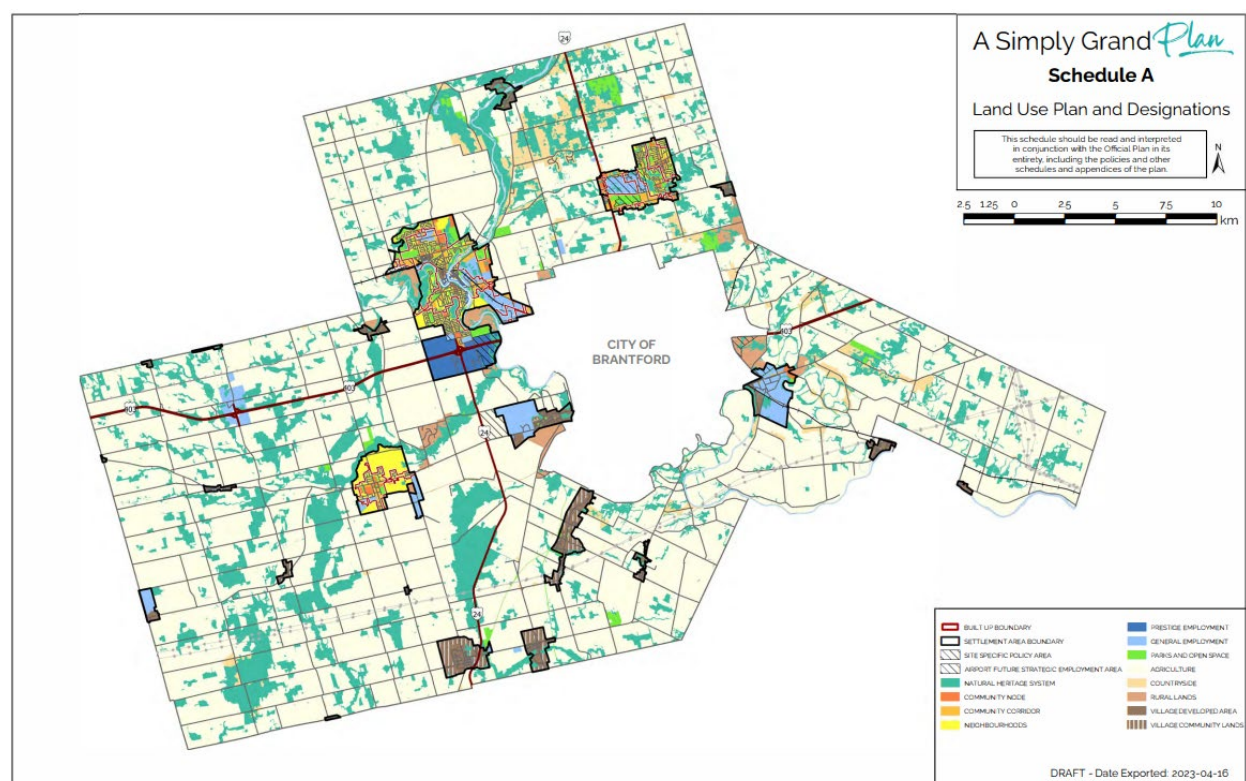 A Simply Grand Plan
Schedule A
Land Use Plan and Designations
This schedule should be read and interpreted
in conjunction with the Official Plan in its
entirety, including the policies and other
schedules and appendices of the plan.
N
2.5 1.25 0 2.5 5 7.5 10
km
24
403
CITY OF
BRANTFORD
403
403
24
24
BUILT UP BOUNDARY
SETTLEMENT AREA BOUNDARY
SITE SPECIFIC POLICY AREA
AIRPORT FUTURE STRATEGIC EMPLOYMENT AREA
NATURAL HERITAGE SYSTEM
COMMUNITY NODE
COMMUNITY CORRIDOR
NEIGHBOURHOODS
PRESTIGE EMPLOYMENT
GENERAL EMPLOYMENT
PARKS AND OPEN SPACE
AGRICULTURE
COUNTRYSIDE
RURAL LANDS
VILLAGE DEVELOPED AREA
VILLAGE COMMUNITY LANDS
DRAFT - Date Exported: 2023-04-16